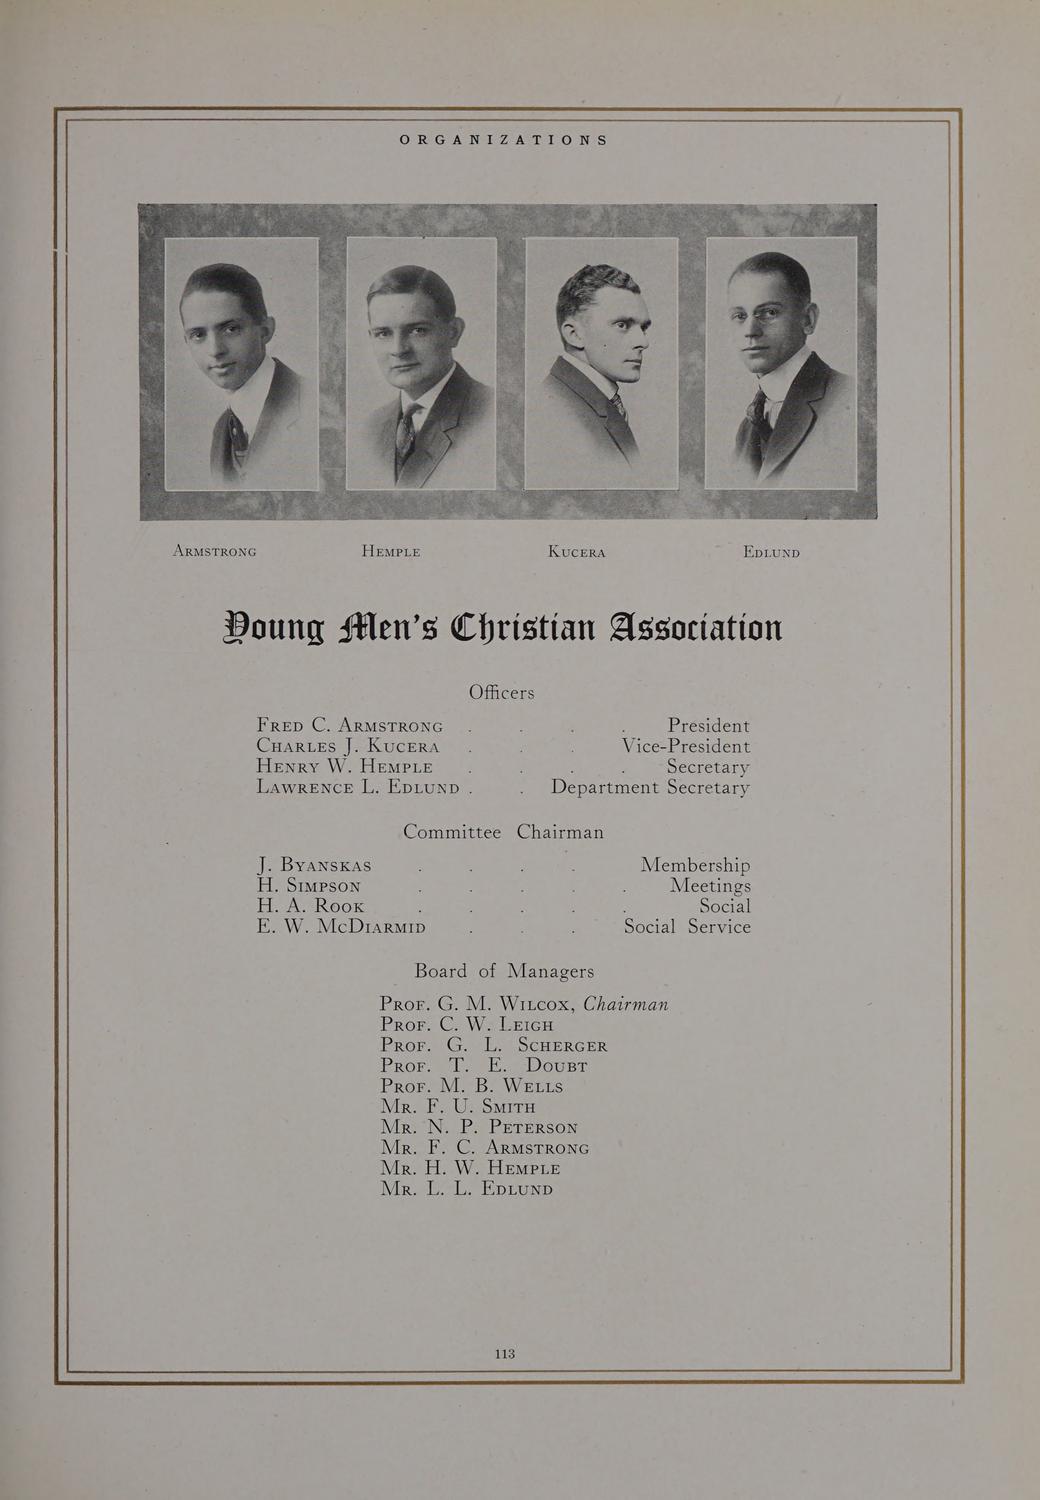 ORGANIZATIONS
Armstrong Hemple Kucera Edlund
Young Men's Christian Association
Officers
Fred C. Armstrong . . . . President
Charles J. Kucera . . . Vice-President
Henry W. Hemple . . . . Secretary
Lawrence L. Edlund . . Department Secretary
Committee Chairman
J. Byanskas . . . . Membership
H. Simpson . . . . . Meetings
H. A. Rook . . . . . Social
E. W. McDiarmid . . . Social Service
Board of Managers
Prof. G. M. Wilcox, Chairman
Prof. C. W. Leigh
Prof. G. L. Scherger
Prof. T. E. Doubt
Prof. M. B. Wells
Mr. F. U. Smith
Mr. N. P. Peterson
Mr. F. C. Armstrong
Mr. H. W. Hemple
Mr. L. L. Edlund
113